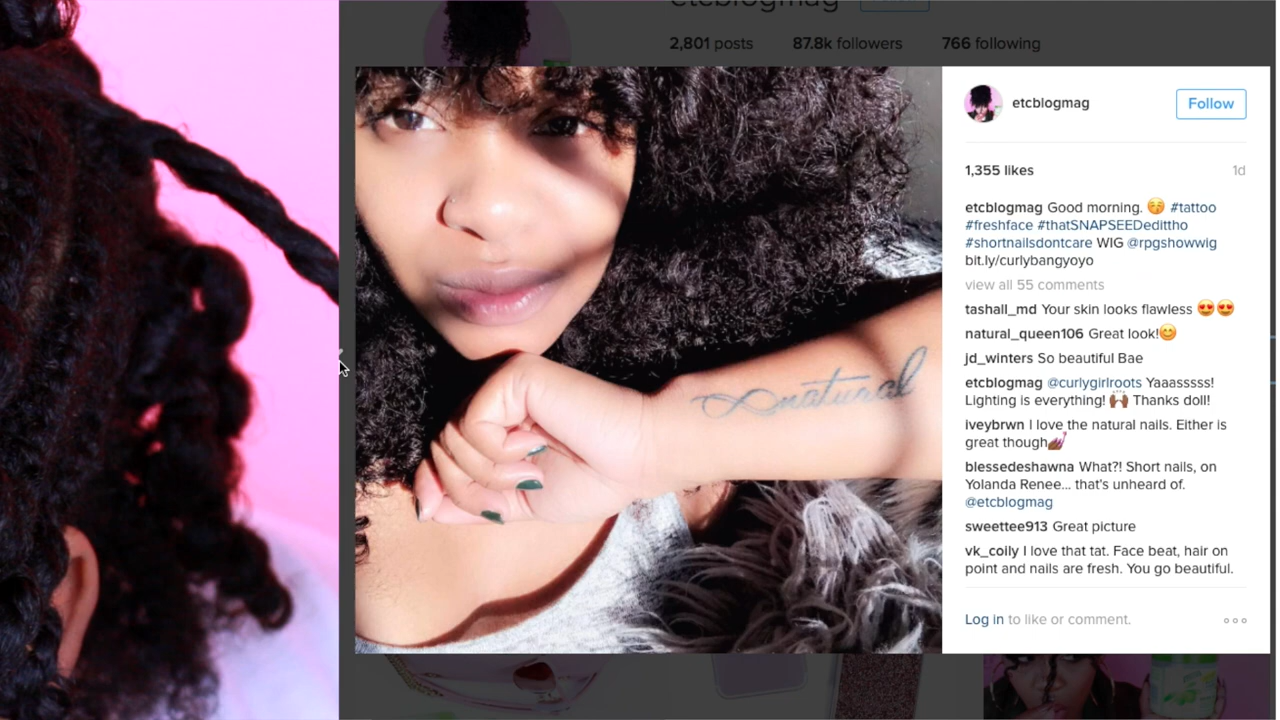 etcblogmag
2,801 posts 87.8k followers 766 following
etcblogmag Follow
1,355 likes 1d
etcblogmag Good morning. 😚 #tattoo
#freshface #thatSNAPSEEDedittho
#shortnailsdontcare WIG @rpgshowwig
bit.ly/curlybangyoyo
view all 55 comments
tashall_md Your skin looks flawless 😍😍
natural_queen106 Great look!😊
jd_winters So beautiful Bae
etcblogmag @curlygirlroots Yaaasssss!
Lighting is everything! 🙌🏾 Thanks doll!
iveybrwn I love the natural nails. Either is
great though💅🏾
blessedeshawna What?! Short nails, on
Yolanda Renee... that's unheard of.
@etcblogmag
sweettee913 Great picture
vk_coily I love that tat. Face beat, hair on
point and nails are fresh. You go beautiful.
Log in to like or comment.
natural